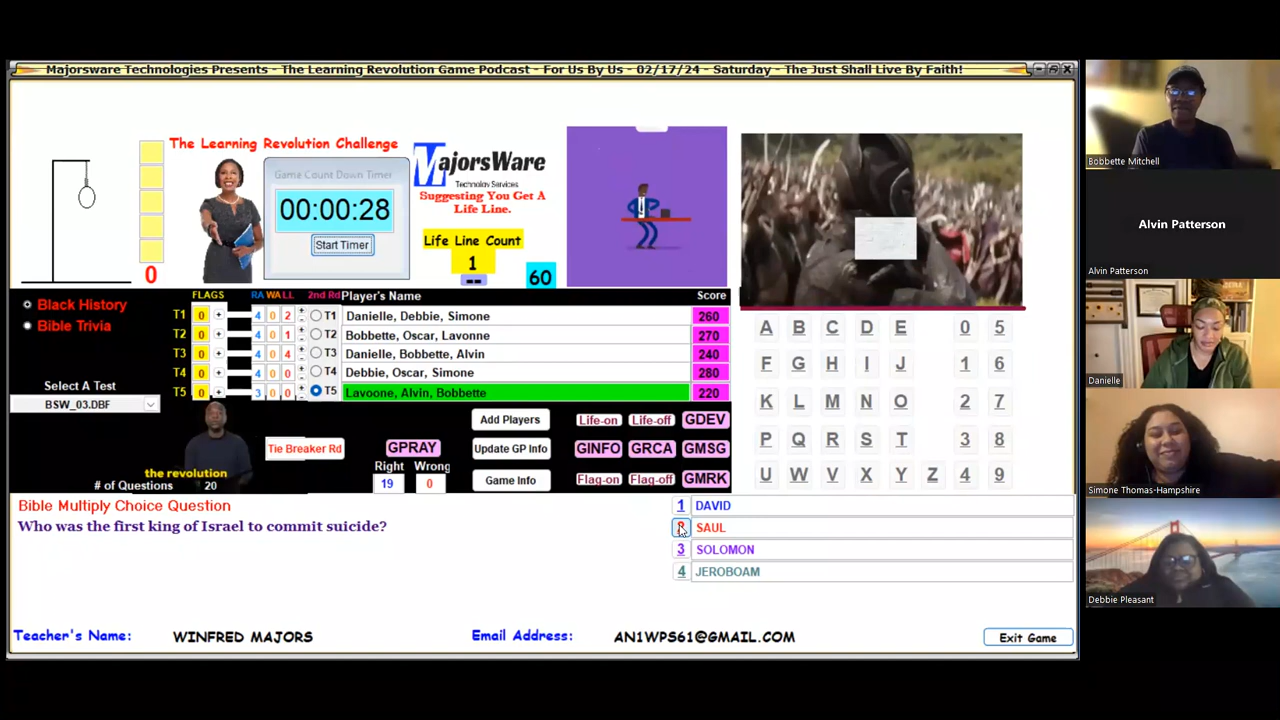 Majorsware Technologies Presents - The Learning Revolution Game Podcast - For Us By Us - 02/17/24 - Saturday - The Just Shall Live By Faith!
The Learning Revolution Challenge
0
Game Count Down Timer
00:00:28
Start Timer
MajorsWare
Technology Services
Suggesting You Get A
Life Line.
Life Line Count
1
--
60
Black History
Bible Trivia
Select A Test
BSW_03.DBF
the revolution
# of Questions 20
FLAGS RA WA LL 2nd Rd Player's Name Score
T1 0 + 4 0 2 T1 Danielle, Debbie, Simone 260
T2 0 + 4 0 1 T2 Bobbette, Oscar, Lavonne 270
T3 0 + 4 0 4 T3 Danielle, Bobbette, Alvin 240
T4 0 + 4 0 0 T4 Debbie, Oscar, Simone 280
T5 0 + 3 0 0 T5 Lavoone, Alvin, Bobbette 220
Tie Breaker Rd
GPRAY
Right Wrong
19 0
Add Players Life-on Life-off GDEV
Update GP Info GINFO GRCA GMSG
Game Info Flag-on Flag-off GMRK
A B C D E 0 5
F G H I J 1 6
K L M N O 2 7
P Q R S T 3 8
U W V X Y Z 4 9
Bible Multiply Choice Question
Who was the first king of Israel to commit suicide?
1 DAVID
SAUL
3 SOLOMON
4 JEROBOAM
Teacher's Name: WINFRED MAJORS Email Address: AN1WPS61@GMAIL.COM
Exit Game
Bobbette Mitchell
Alvin Patterson
Alvin Patterson
Danielle
Simone Thomas-Hampshire
Debbie Pleasant